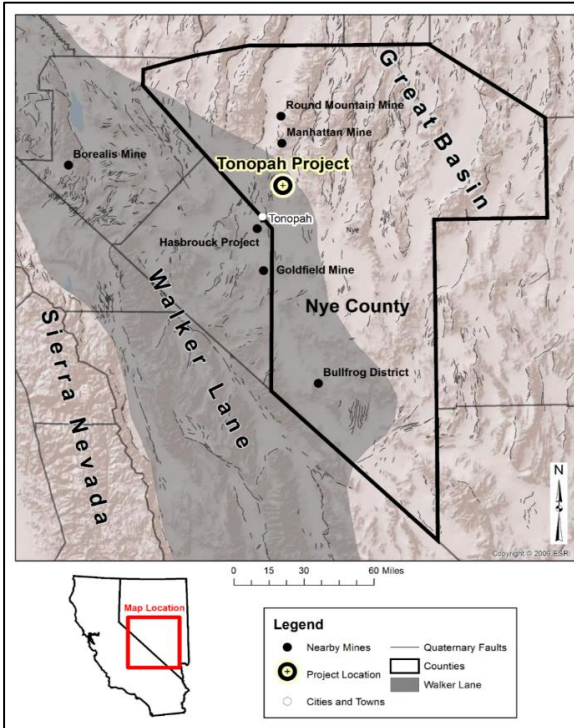 Great Basin
Round Mountain Mine
Manhattan Mine
Borealis Mine
Tonopah Project
Tonopah
Nye
Hasbrouck Project
Goldfield Mine
Walker Lane
Nye County
Sierra Nevada
Bullfrog District
N
Copyright © 2009 ESRI
0 15 30 60 Miles
Map Location
Legend
Nearby Mines
Quaternary Faults
Project Location
Counties
Walker Lane
Cities and Towns